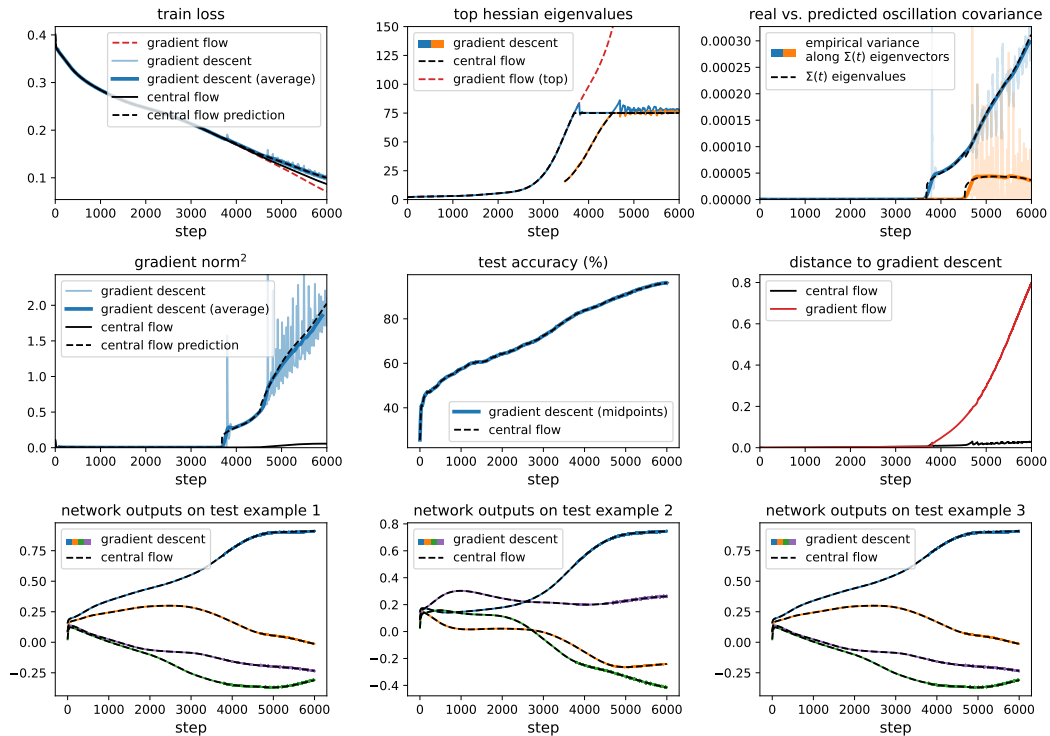 train loss
0.4
0.3
0.2
0.1
0 1000 2000 3000 4000 5000 6000
step
gradient flow
gradient descent
gradient descent (average)
central flow
central flow prediction
top hessian eigenvalues
150
125
100
75
50
25
0
0 1000 2000 3000 4000 5000 6000
step
gradient descent
central flow
gradient flow (top)
real vs. predicted oscillation covariance
0.00030
0.00025
0.00020
0.00015
0.00010
0.00005
0.00000
0 1000 2000 3000 4000 5000 6000
step
empirical variance
along Σ(t) eigenvectors
Σ(t) eigenvalues
gradient norm²
2.0
1.5
1.0
0.5
0.0
0 1000 2000 3000 4000 5000 6000
step
gradient descent
gradient descent (average)
central flow
central flow prediction
test accuracy (%)
80
60
40
0 1000 2000 3000 4000 5000 6000
step
gradient descent (midpoints)
central flow
distance to gradient descent
0.8
0.6
0.4
0.2
0.0
0 1000 2000 3000 4000 5000 6000
step
central flow
gradient flow
network outputs on test example 1
0.75
0.50
0.25
0.00
−0.25
0 1000 2000 3000 4000 5000 6000
step
gradient descent
central flow
network outputs on test example 2
0.8
0.6
0.4
0.2
0.0
−0.2
−0.4
0 1000 2000 3000 4000 5000 6000
step
gradient descent
central flow
network outputs on test example 3
0.75
0.50
0.25
0.00
−0.25
0 1000 2000 3000 4000 5000 6000
step
gradient descent
central flow